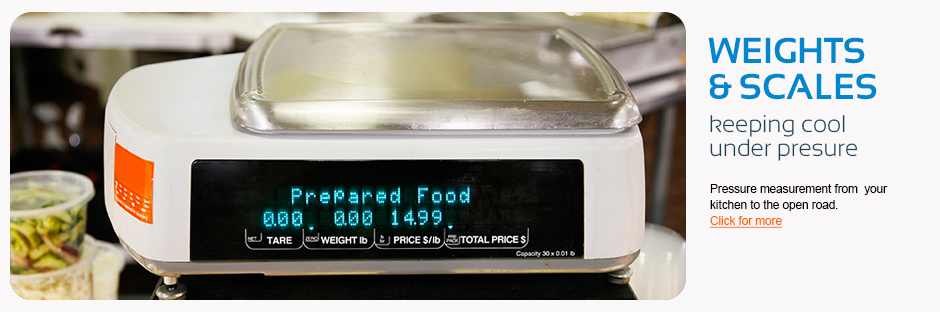 WEIGHTS
& SCALES
keeping cool
under presure
Pressure measurement from your
kitchen to the open road.
Click for more
Prepared Food
0.00 0.00 14.99
NET TARE ZERO WEIGHT lb PRICE $/lb PRE PACK TOTAL PRICE $
Capacity 30 x 0.01 lb